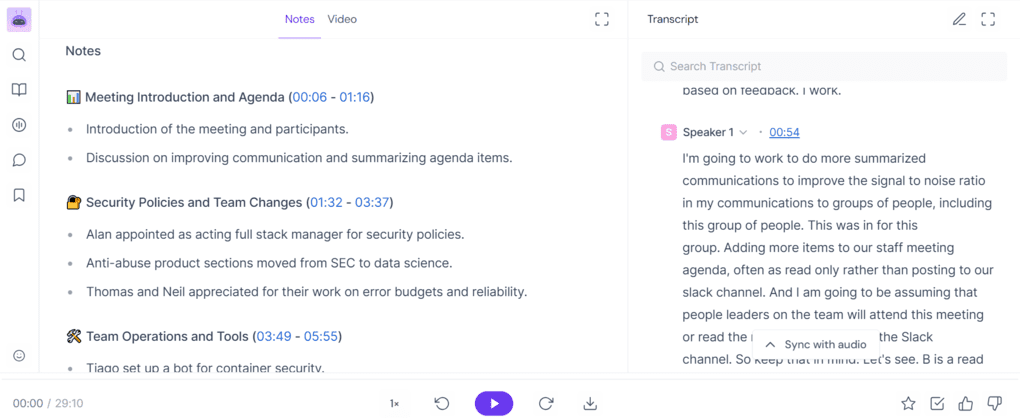 Notes Video
Notes
Meeting Introduction and Agenda (00:06 - 01:16)
Introduction of the meeting and participants.
Discussion on improving communication and summarizing agenda items.
Security Policies and Team Changes (01:32 - 03:37)
Alan appointed as acting full stack manager for security policies.
Anti-abuse product sections moved from SEC to data science.
Thomas and Neil appreciated for their work on error budgets and reliability.
Team Operations and Tools (03:49 - 05:55)
Tiago set up a bot for container security.
Transcript
Search Transcript
based on feedback. I work.
S Speaker 1 · 00:54
I'm going to work to do more summarized
communications to improve the signal to noise ratio
in my communications to groups of people, including
this group of people. This was in for this
group. Adding more items to our staff meeting
agenda, often as read only rather than posting to our
slack channel. And I am going to be assuming that
people leaders on the team will attend this meeting
or read the the Slack
Sync with audio
channel. So keep that in mind. Let's see. B is a read
00:00 / 29:10
1×